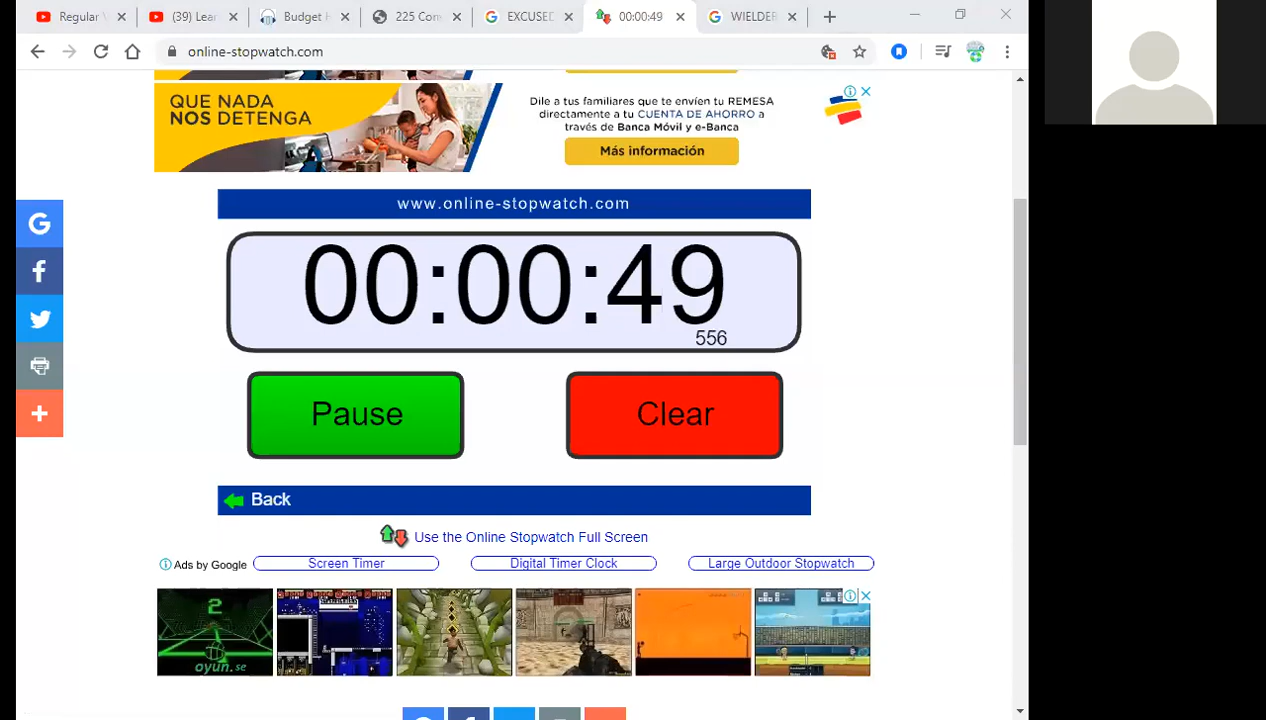 Regular V
(39) Lear
Budget H
225 Con
EXCUSED
00:00:49
WIELDER
online-stopwatch.com
QUE NADA
NOS DETENGA
Dile a tus familiares que te envíen tu REMESA
directamente a tu CUENTA DE AHORRO a
través de Banca Móvil y e-Banca
Más información
www.online-stopwatch.com
00:00:49
556
Pause
Clear
Back
Use the Online Stopwatch Full Screen
Ads by Google
Screen Timer
Digital Timer Clock
Large Outdoor Stopwatch
2
oyun.se